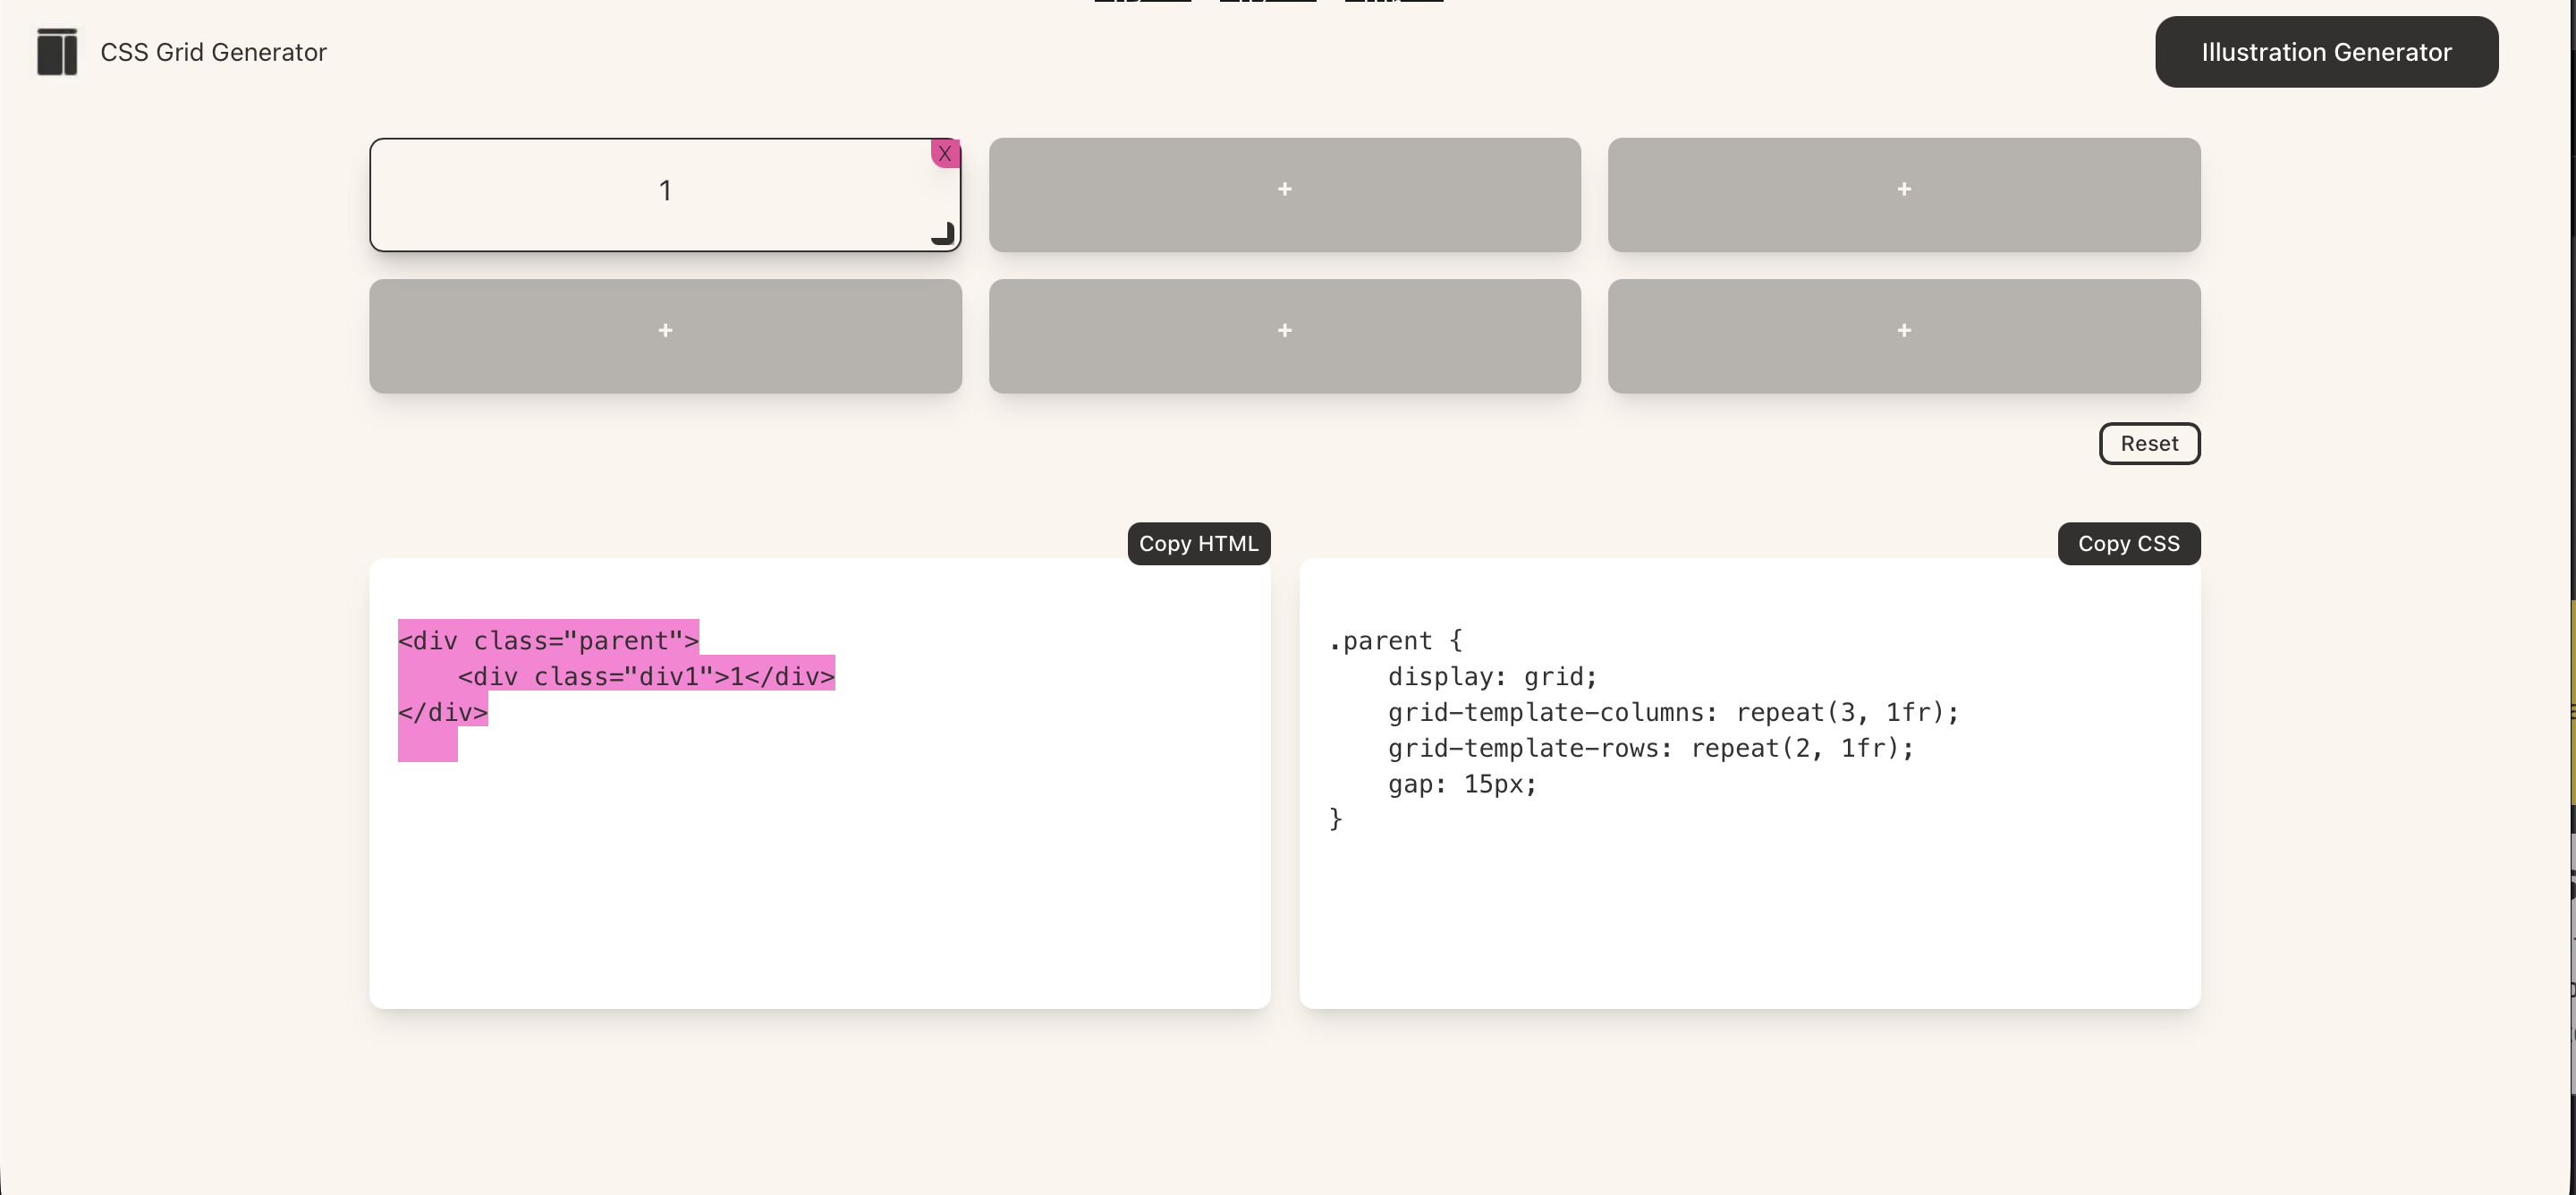 CSS Grid Generator
Illustration Generator
X
1
+
+
+
+
+
Reset
Copy HTML
Copy CSS
<div class="parent">
    <div class="div1">1</div>
</div>
.parent {
    display: grid;
    grid-template-columns: repeat(3, 1fr);
    grid-template-rows: repeat(2, 1fr);
    gap: 15px;
}